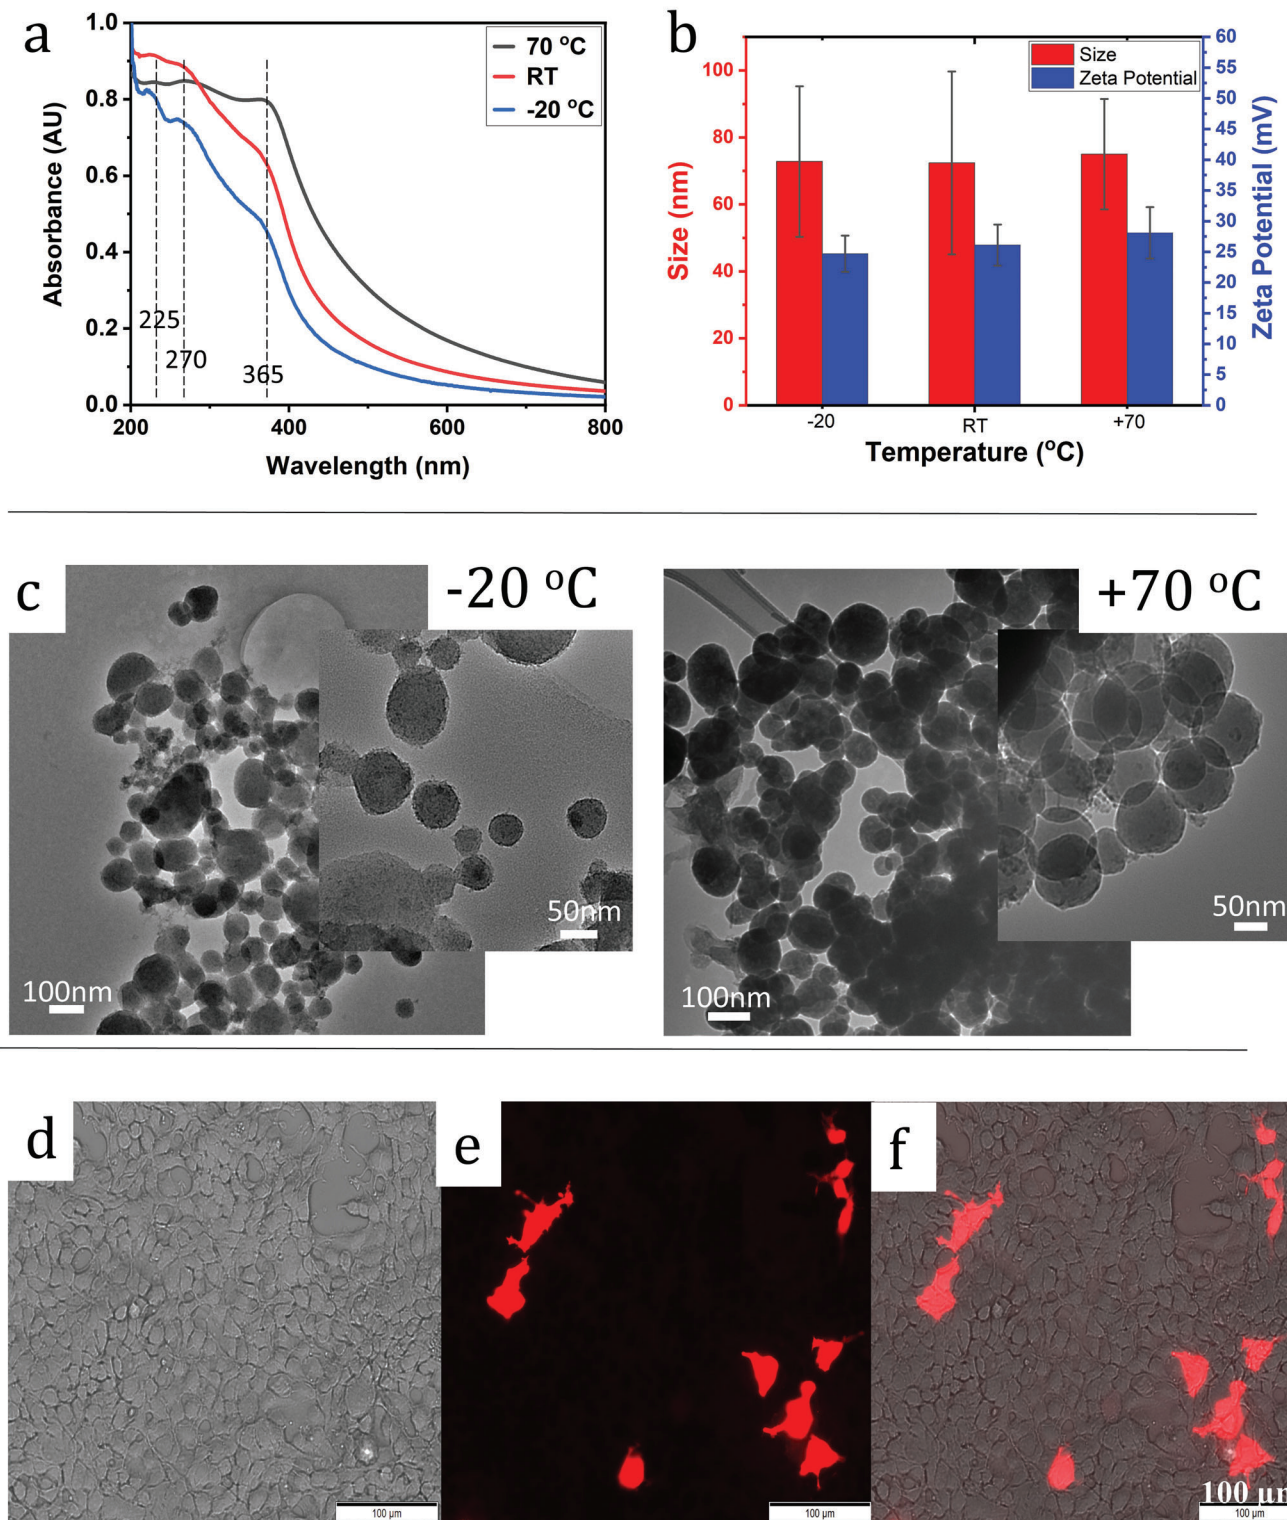 a
1.0
0.8
0.6
0.4
0.2
0.0
Absorbance (AU)
70 °C
RT
-20 °C
225
270
365
200
400
600
800
Wavelength (nm)
b
100
80
60
40
20
0
Size (nm)
Size
Zeta Potential
60
55
50
45
40
35
30
25
20
15
10
5
0
Zeta Potential (mV)
-20
RT
+70
Temperature (°C)
c
-20 °C
100nm
50nm
+70 °C
100nm
50nm
d
100 µm
e
100 µm
f
100 µm
100 µm